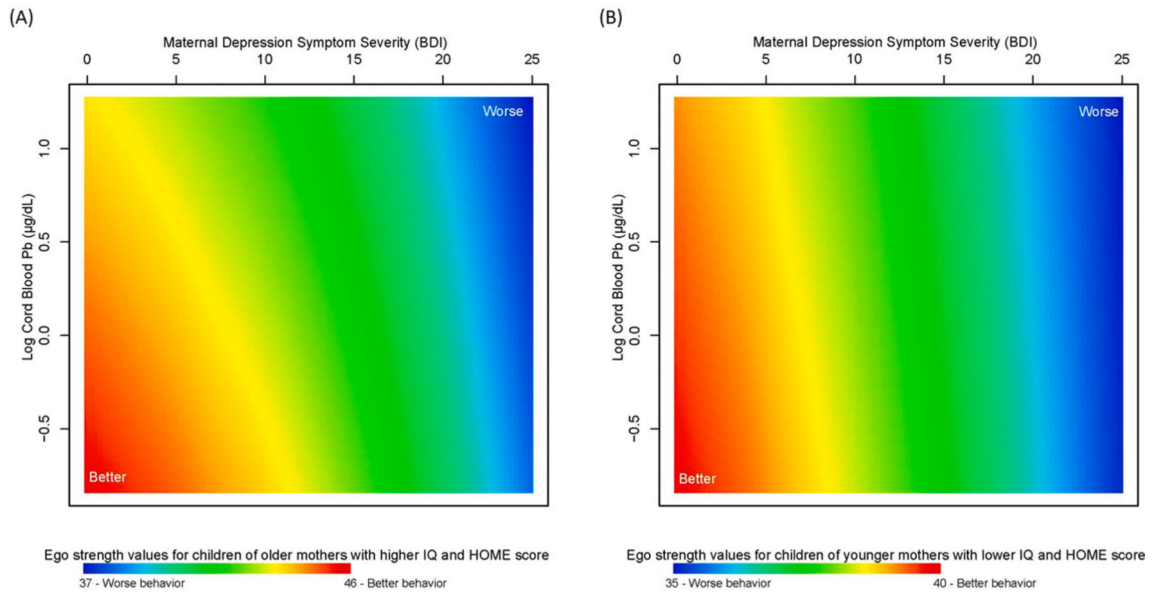 (A)
Maternal Depression Symptom Severity (BDI)
0 5 10 15 20 25
Log Cord Blood Pb (µg/dL)
1.0
0.5
0.0
−0.5
Worse
Better
Ego strength values for children of older mothers with higher IQ and HOME score
37 - Worse behavior 46 - Better behavior
(B)
Maternal Depression Symptom Severity (BDI)
0 5 10 15 20 25
Log Cord Blood Pb (µg/dL)
1.0
0.5
0.0
−0.5
Worse
Better
Ego strength values for children of younger mothers with lower IQ and HOME score
35 - Worse behavior 40 - Better behavior